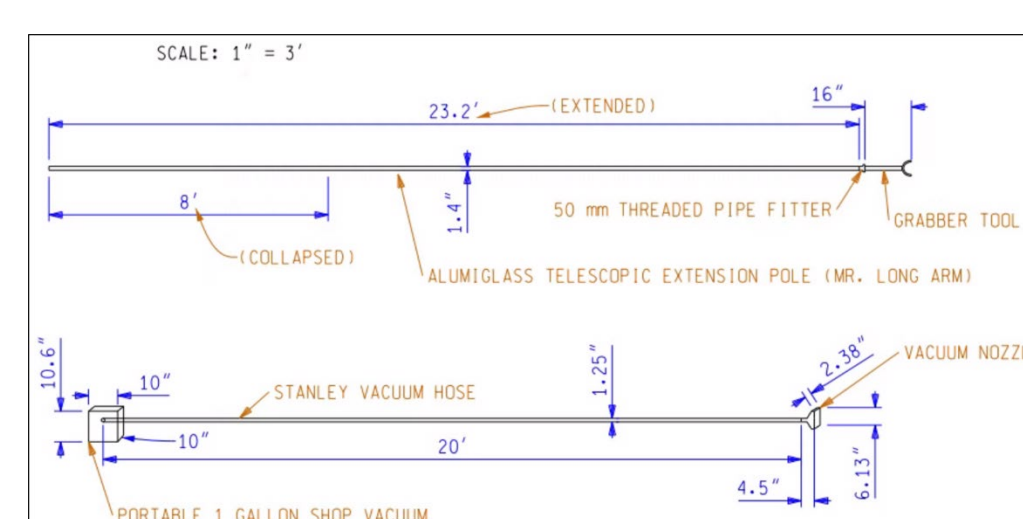 SCALE: 1" = 3'
16"
23.2'
(EXTENDED)
8'
1.4"
50 mm THREADED PIPE FITTER
GRABBER TOOL
(COLLAPSED)
ALUMIGLASS TELESCOPIC EXTENSION POLE (MR. LONG ARM)
10.6"
10"
STANLEY VACUUM HOSE
1.25"
2.38"
VACUUM NOZZ
10"
20'
4.5"
6.13"
PORTABLE 1 GALLON SHOP VACUUM